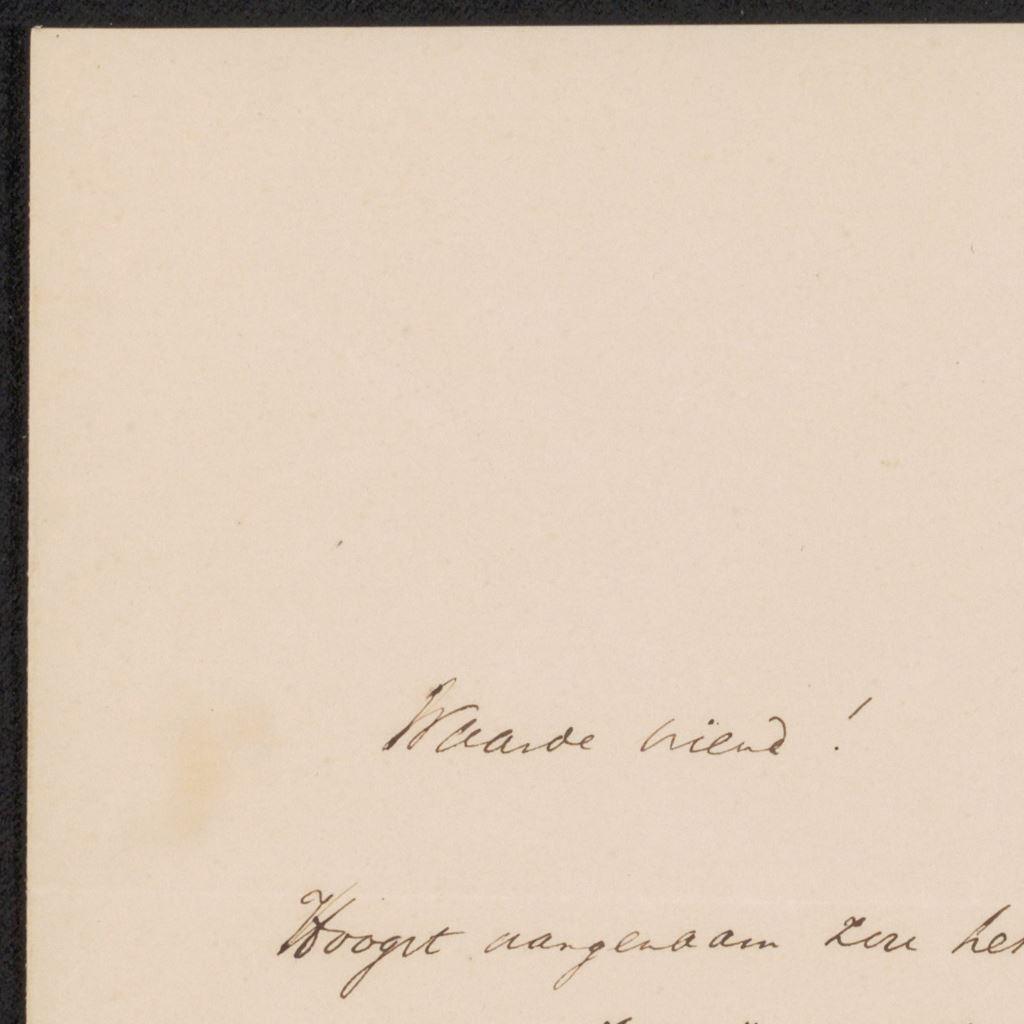 Waarde vriend !
Hoogst aangenaam zou het